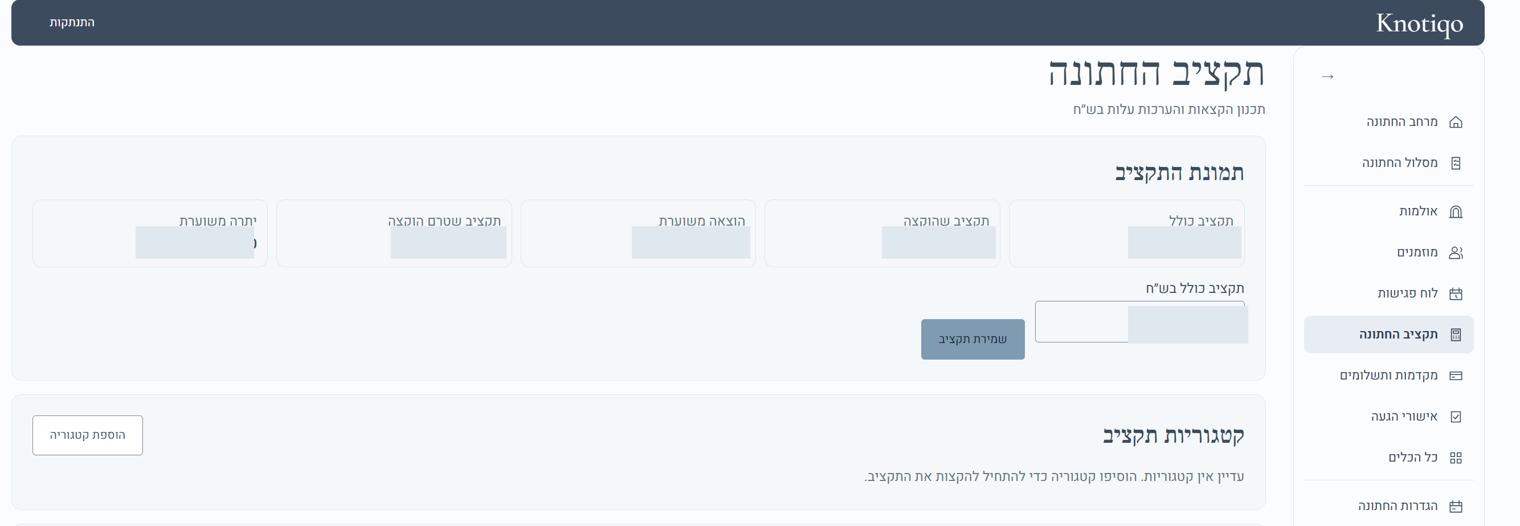 Knotiqo
התנתקות
→
מרחב החתונה
מסלול החתונה
אולמות
מוזמנים
לוח פגישות
תקציב החתונה
מקדמות ותשלומים
אישורי הגעה
כל הכלים
הגדרות החתונה
תקציב החתונה
תכנון הקצאות והערכות עלות בש״ח
תמונת התקציב
תקציב כולל
תקציב שהוקצה
הוצאה משוערת
תקציב שטרם הוקצה
יתרה משוערת
תקציב כולל בש״ח
שמירת תקציב
קטגוריות תקציב
הוספת קטגוריה
עדיין אין קטגוריות. הוסיפו קטגוריה כדי להתחיל להקצות את התקציב.